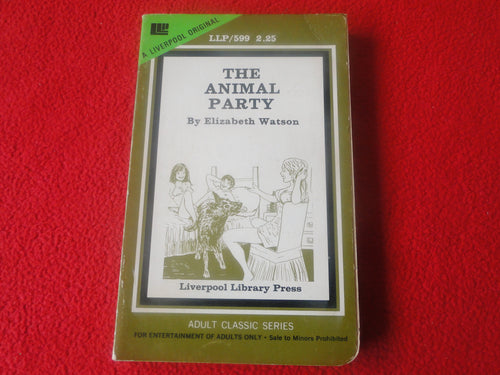 LLP
A LIVERPOOL ORIGINAL
LLP/599 2.25
THE
ANIMAL
PARTY
By Elizabeth Watson
Liverpool Library Press
ADULT CLASSIC SERIES
FOR ENTERTAINMENT OF ADULTS ONLY • Sale to Minors Prohibited